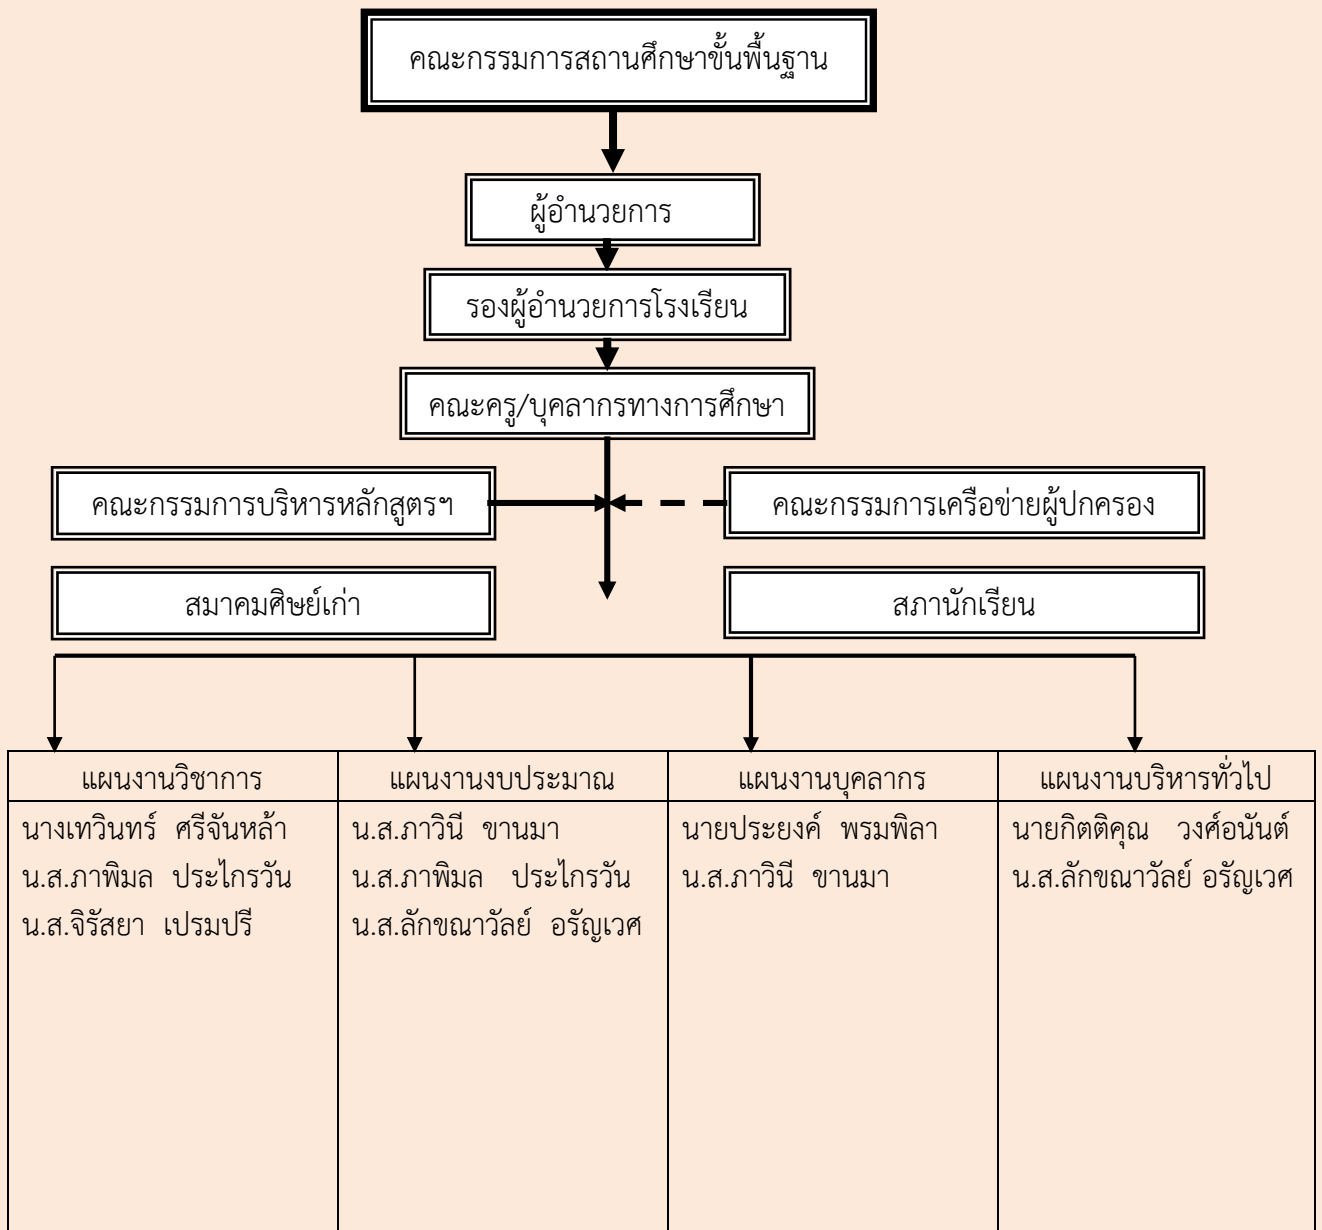 คณะกรรมการสถานศึกษาขั้นพื้นฐาน
ผู้อำนวยการ
รองผู้อำนวยการโรงเรียน
คณะครู/บุคลากรทางการศึกษา
คณะกรรมการบริหารหลักสูตรฯ
คณะกรรมการเครือข่ายผู้ปกครอง
สมาคมศิษย์เก่า
สภานักเรียน
แผนงานวิชาการ
นางเทวินทร์ ศรีจันหล้า
น.ส.ภาพิมล ประไกรวัน
น.ส.จิรัสยา เปรมปรี
แผนงานงบประมาณ
น.ส.ภาวินี ขานมา
น.ส.ภาพิมล ประไกรวัน
น.ส.ลักขณาวัลย์ อรัญเวศ
แผนงานบุคลากร
นายประยงค์ พรมพิลา
น.ส.ภาวินี ขานมา
แผนงานบริหารทั่วไป
นายกิตติคุณ วงศ์อนันต์
น.ส.ลักขณาวัลย์ อรัญเวศ